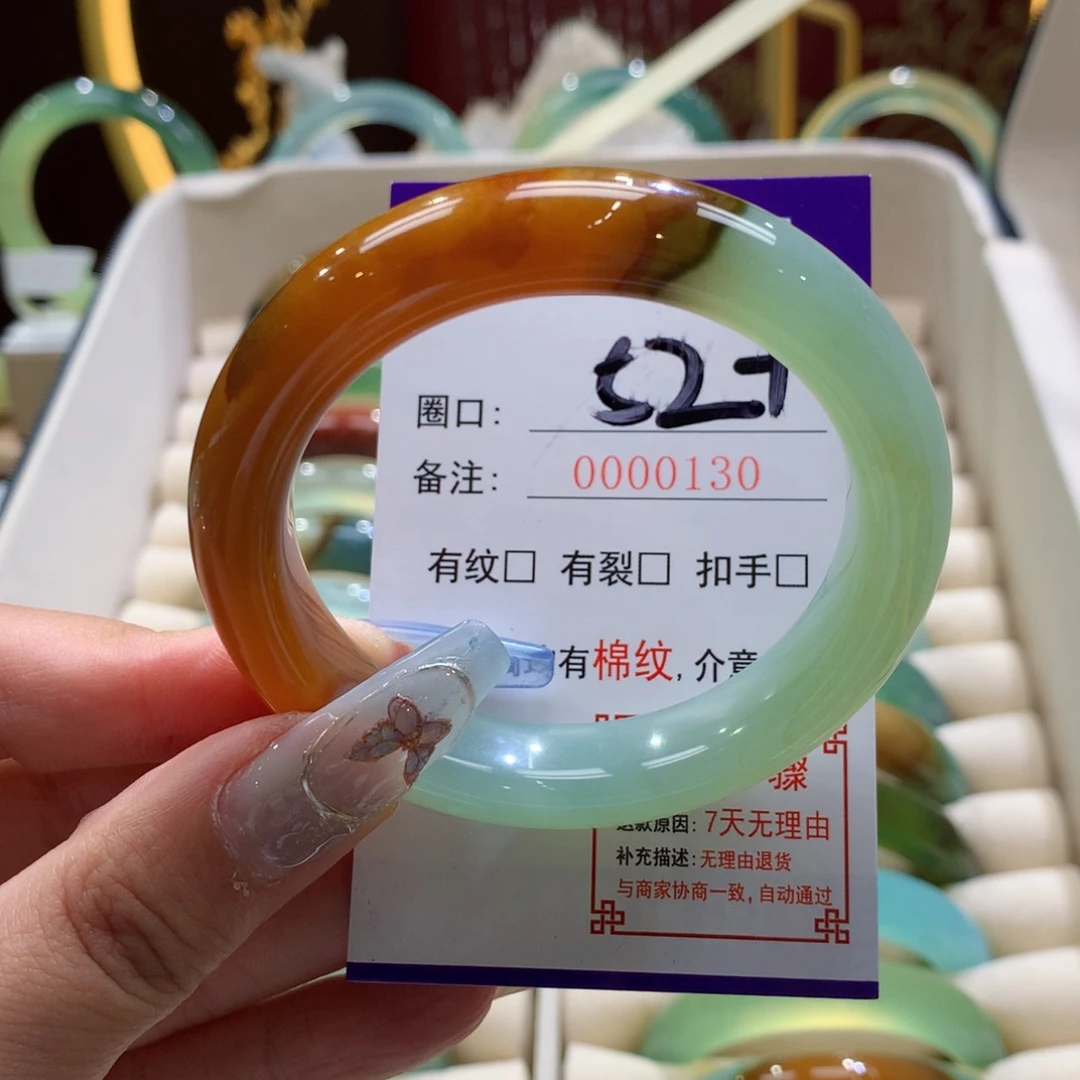 圈口: 527
备注: 0000130
有纹□ 有裂□ 扣手□
有棉纹, 介意
骤
退款原因: 7天无理由
补充描述: 无理由退货
与商家协商一致, 自动通过